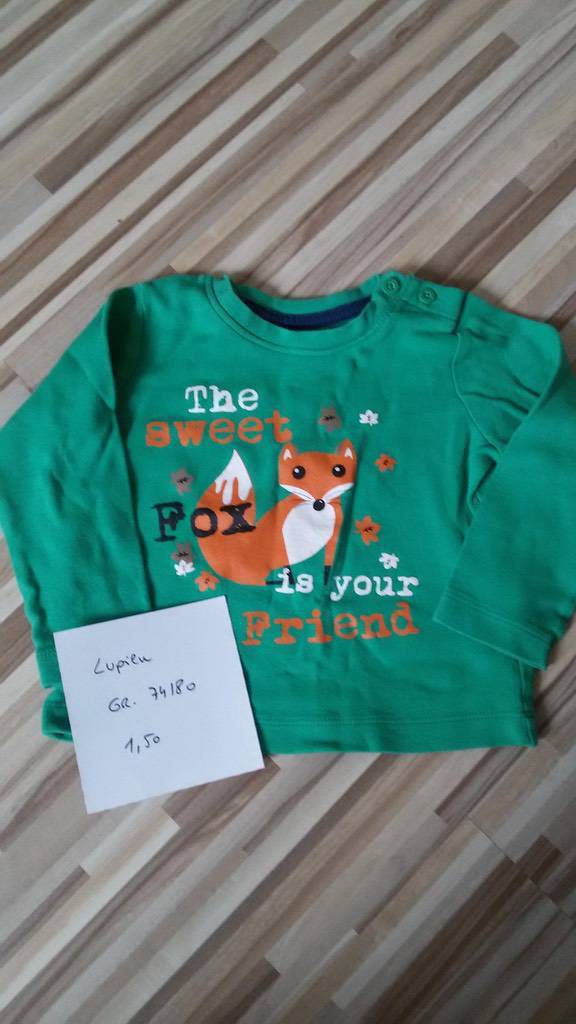 The
sweet
Fox
is your
Friend
Lupilu
GR. 74/80
1,50